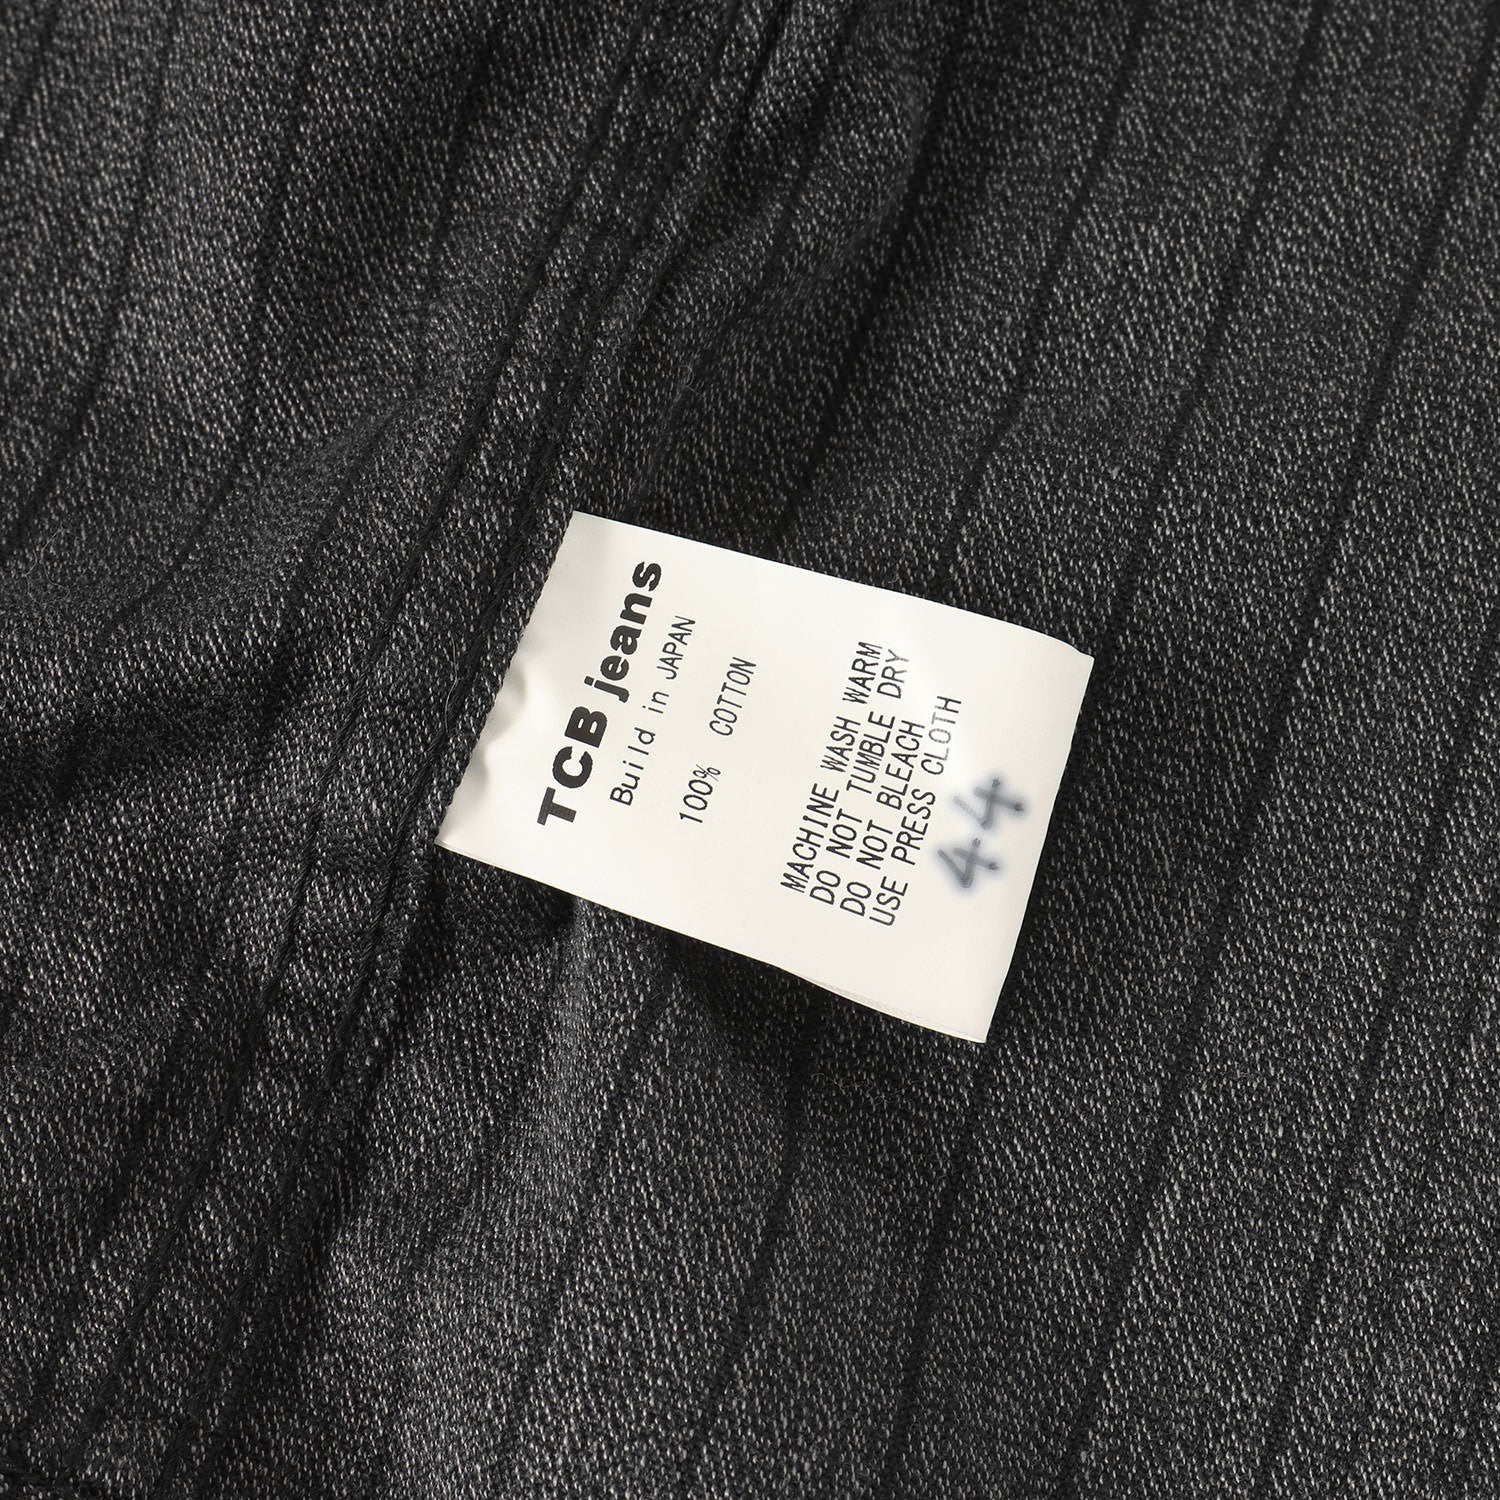 TCB jeans
Build in JAPAN
100% COTTON
MACHINE WASH WARM
DO NOT TUMBLE DRY
DO NOT BLEACH
USE PRESS CLOTH
44